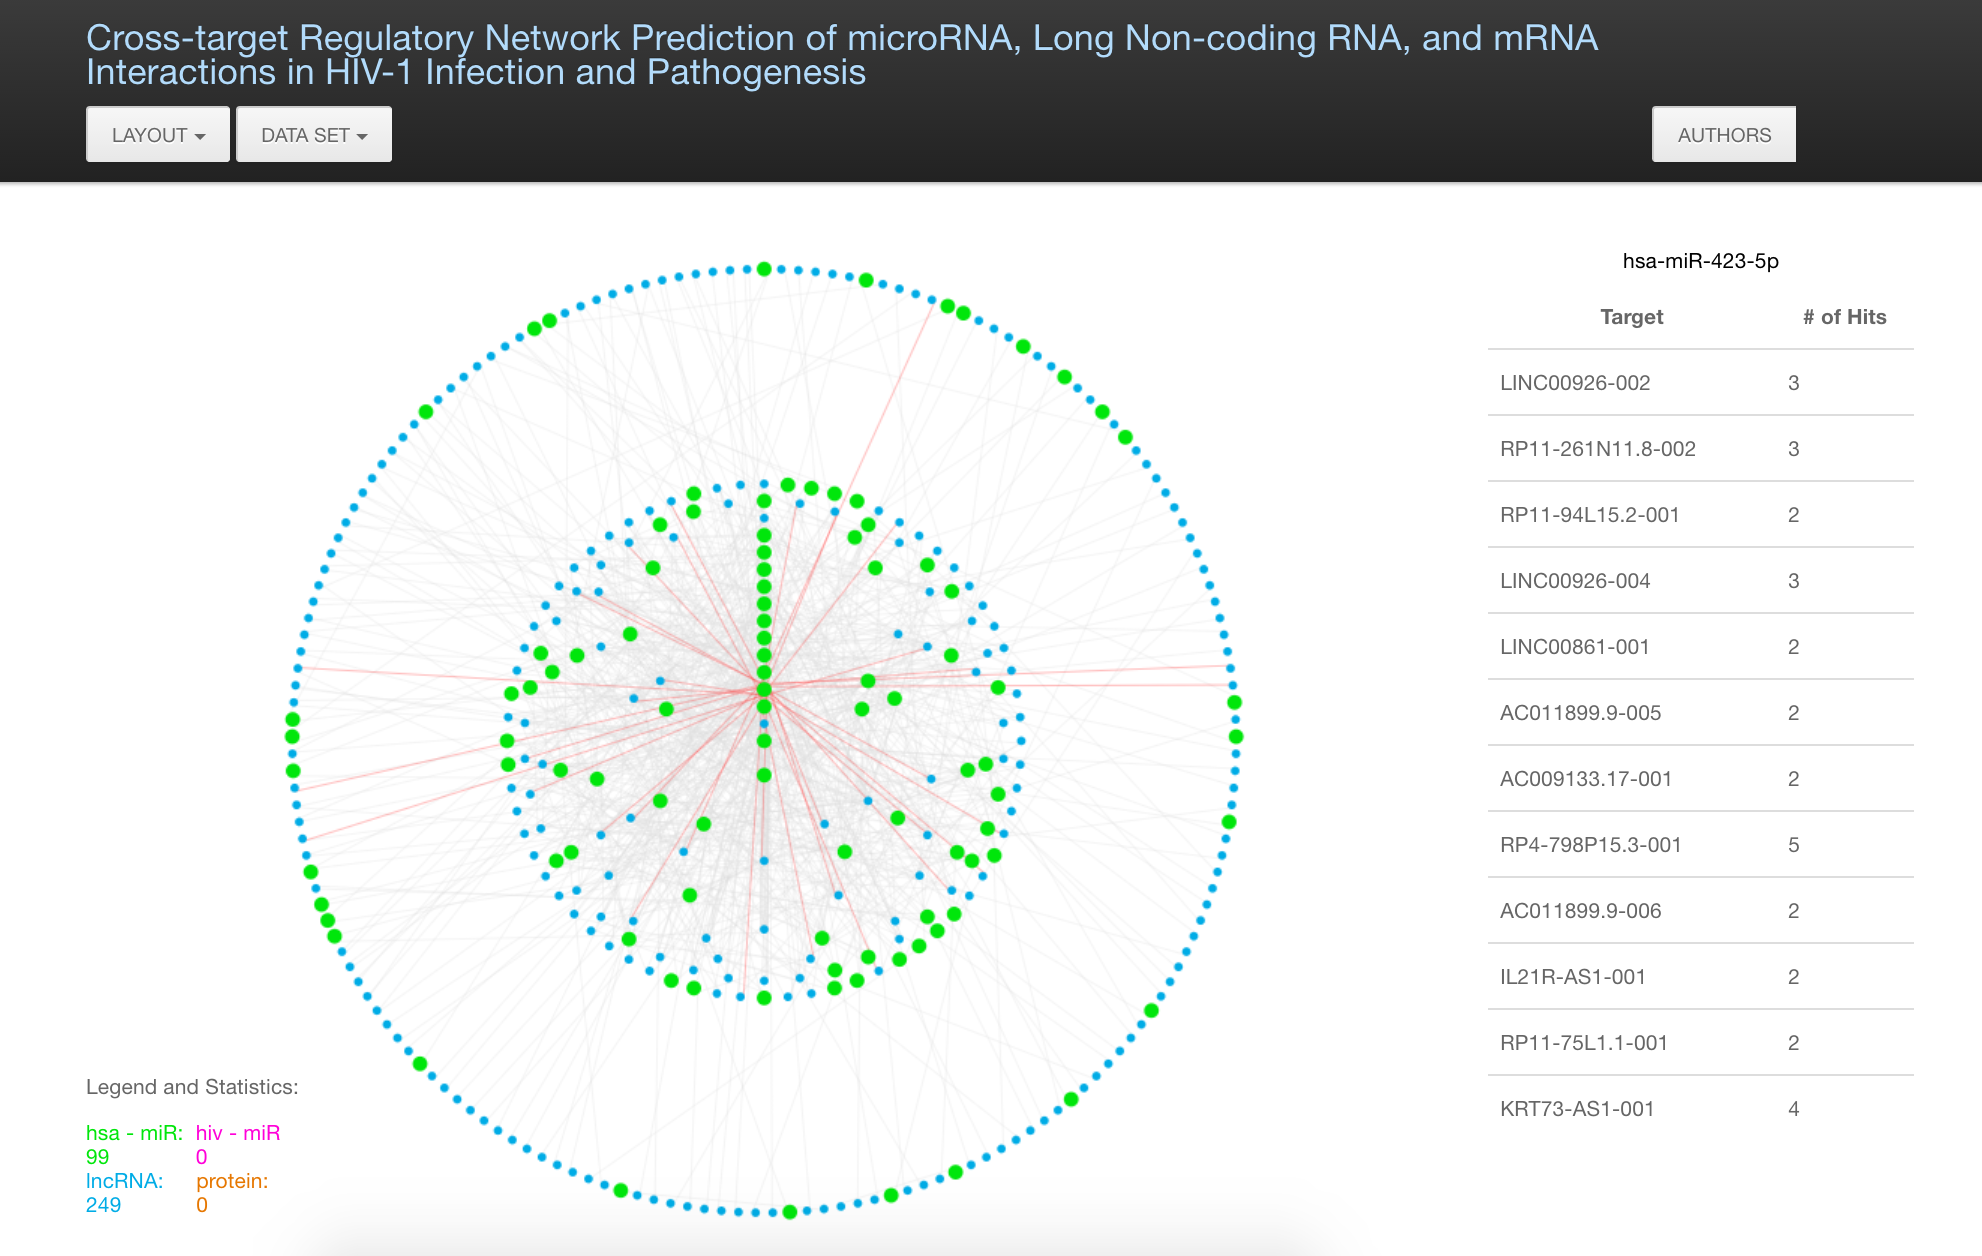 Cross-target Regulatory Network Prediction of microRNA, Long Non-coding RNA, and mRNA
Interactions in HIV-1 Infection and Pathogenesis
LAYOUT
DATA SET
AUTHORS
hsa-miR-423-5p
Target # of Hits
LINC00926-002 3
RP11-261N11.8-002 3
RP11-94L15.2-001 2
LINC00926-004 3
LINC00861-001 2
AC011899.9-005 2
AC009133.17-001 2
RP4-798P15.3-001 5
AC011899.9-006 2
IL21R-AS1-001 2
RP11-75L1.1-001 2
KRT73-AS1-001 4
Legend and Statistics:
hsa - miR: hiv - miR
99 0
lncRNA: protein:
249 0